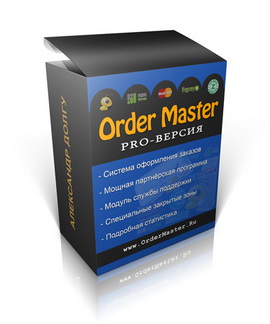 Order Master
PRO-ВЕРСИЯ
- Система оформления заказов
- Мощная партнёрская программа
- Модуль службы поддержки
- Специальные закрытые зоны
- Подробная статистика
www.OrderMaster.Ru
АЛЕКСАНДР ДОЛГУ